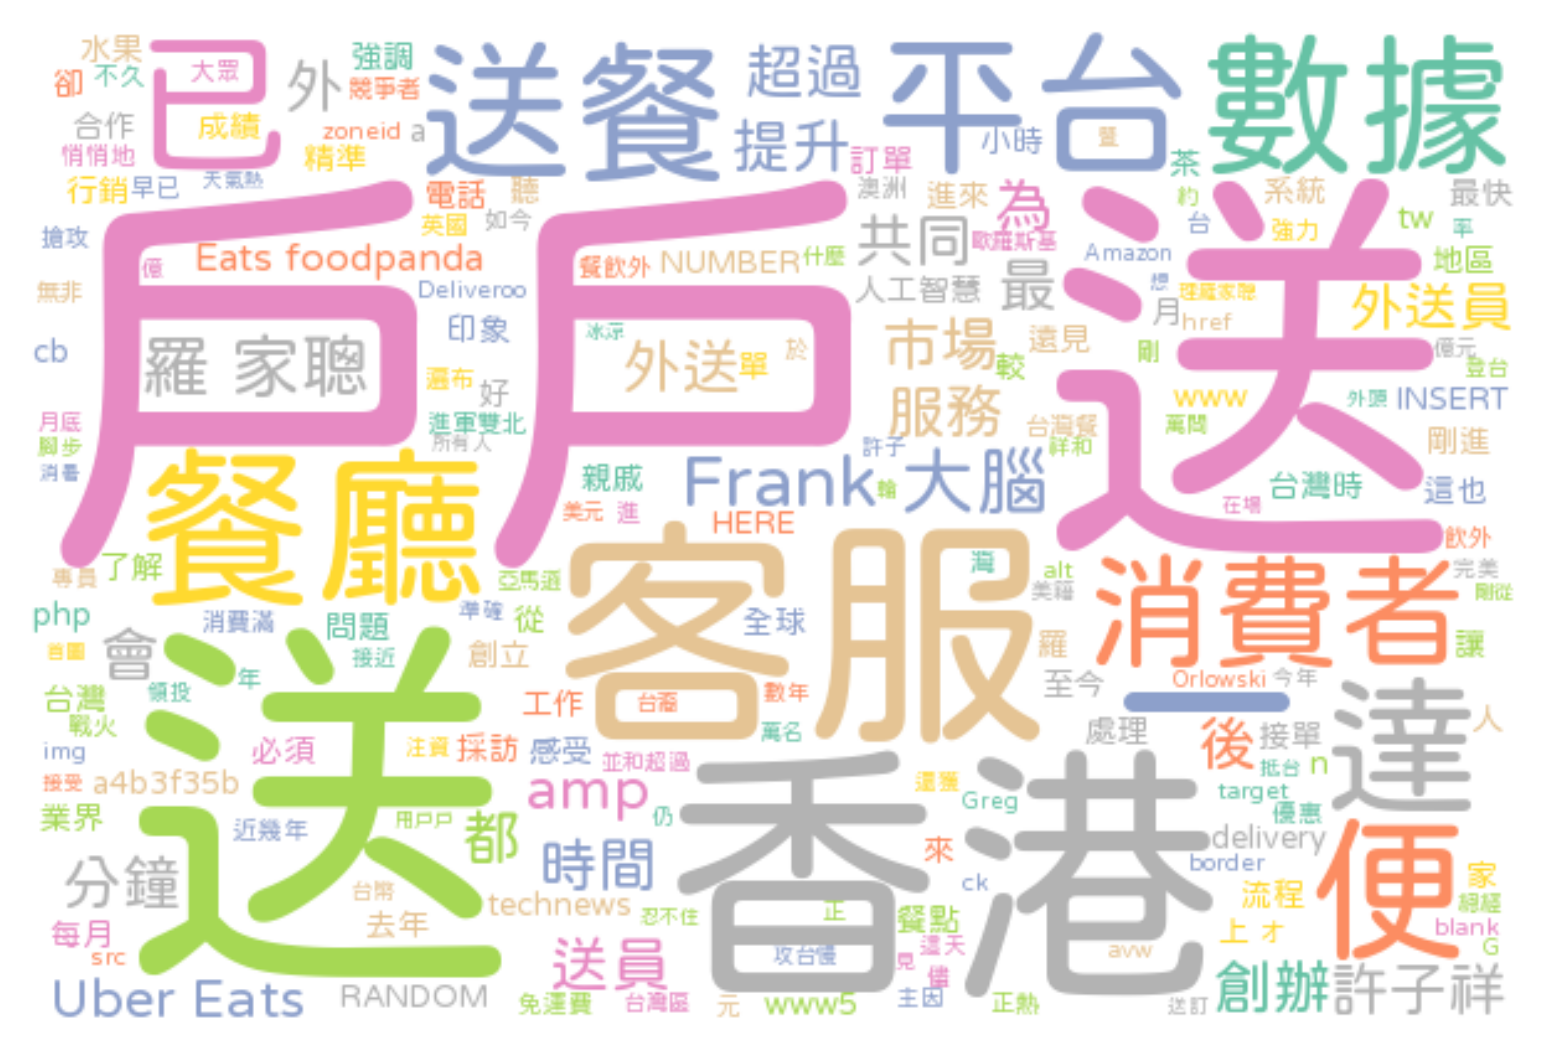 水果
卻
不久
已
大眾
外
強調
競爭者
送餐
超過
平台
數據
合作
成績
zoneid
a
悄悄地
精準
提升
訂單
小時
茶
行銷
早已
天氣熱
電話
聽
澳洲
進來
為
約
系統
最快
搶攻
英國
如今
共同
歐羅斯基
台
強力
tw
率
戶戶送
億
Eats foodpanda
餐飲外
NUMBER
什麼
Amazon
地區
無非
Deliveroo
人工智慧
最
想
理羅家聰
外送員
月
href
cb
羅 家聰
印象
冰涼
外送
單
於
市場
遠見
剛
億元
登台
遍布
好
較
www
外頭
INSERT
月底
進軍雙北
服務
台灣餐
萬間
腳步
所有人
許子
祥和
剛進
消暑
餐廳
親戚
Frank
輪
大腦
台灣時
這也
美元
進
HERE
在場
飲外
專員
了解
亞馬遜
客服
灣
alt
美籍
消費者
完美
剛從
php
消費滿
問題
準確
從
全球
首圖
會
接近
創立
羅
讓
送
年
至今
Orlowski
今年
台灣
領投
工作
台裔
數年
一
達
戰火
萬名
處理
後
接單
人
img
必須
注資
採訪
感受
並和超過
抵台
n
接受
a4b3f35b
amp
香港
還獲
Greg
target
業界
近幾年
用戶戶
都
仍
優惠
delivery
便
分鐘
時間
來
border
ck
流程
家
台幣
technews
忍不住
正
餐點
網經
每月
去年
上
才
blank
src
送員
攻台慢
見
這天
avw
G
Uber Eats
RANDOM
免運費
台灣區
元
www5
主因
儘
正熱
送訂
創辦
許子祥